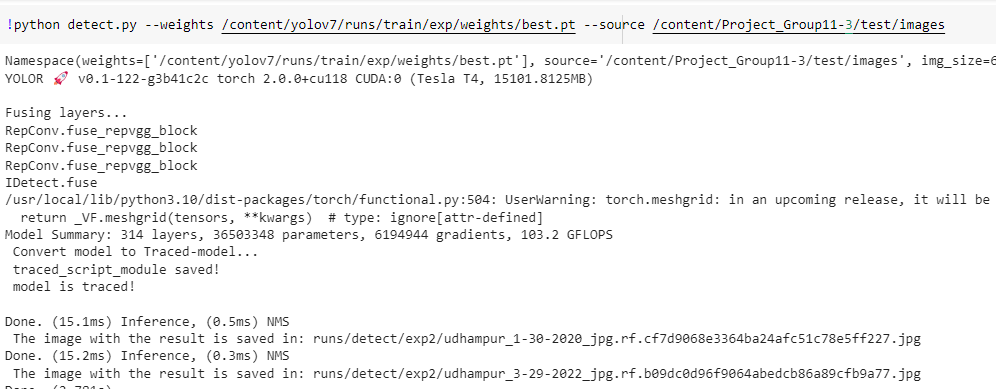 !python detect.py --weights /content/yolov7/runs/train/exp/weights/best.pt --source /content/Project_Group11-3/test/images
Namespace(weights=['/content/yolov7/runs/train/exp/weights/best.pt'], source='/content/Project_Group11-3/test/images', img_size=6
YOLOR 🚀 v0.1-122-g3b41c2c torch 2.0.0+cu118 CUDA:0 (Tesla T4, 15101.8125MB)
Fusing layers...
RepConv.fuse_repvgg_block
RepConv.fuse_repvgg_block
RepConv.fuse_repvgg_block
IDetect.fuse
/usr/local/lib/python3.10/dist-packages/torch/functional.py:504: UserWarning: torch.meshgrid: in an upcoming release, it will be
return _VF.meshgrid(tensors, **kwargs)  # type: ignore[attr-defined]
Model Summary: 314 layers, 36503348 parameters, 6194944 gradients, 103.2 GFLOPS
Convert model to Traced-model...
traced_script_module saved!
model is traced!
Done. (15.1ms) Inference, (0.5ms) NMS
The image with the result is saved in: runs/detect/exp2/udhampur_1-30-2020_jpg.rf.cf7d9068e3364ba24afc51c78e5ff227.jpg
Done. (15.2ms) Inference, (0.3ms) NMS
The image with the result is saved in: runs/detect/exp2/udhampur_3-29-2022_jpg.rf.b09dc0d96f9064abedcb86a89cfb9a77.jpg